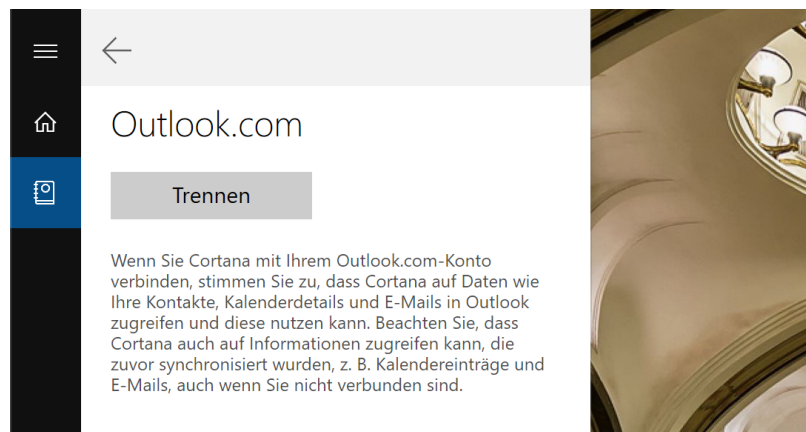 Outlook.com
Trennen
Wenn Sie Cortana mit Ihrem Outlook.com-Konto
verbinden, stimmen Sie zu, dass Cortana auf Daten wie
Ihre Kontakte, Kalenderdetails und E-Mails in Outlook
zugreifen und diese nutzen kann. Beachten Sie, dass
Cortana auch auf Informationen zugreifen kann, die
zuvor synchronisiert wurden, z. B. Kalendereinträge und
E-Mails, auch wenn Sie nicht verbunden sind.